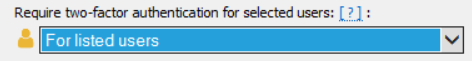 Require two-factor authentication for selected users: [?] :
For listed users